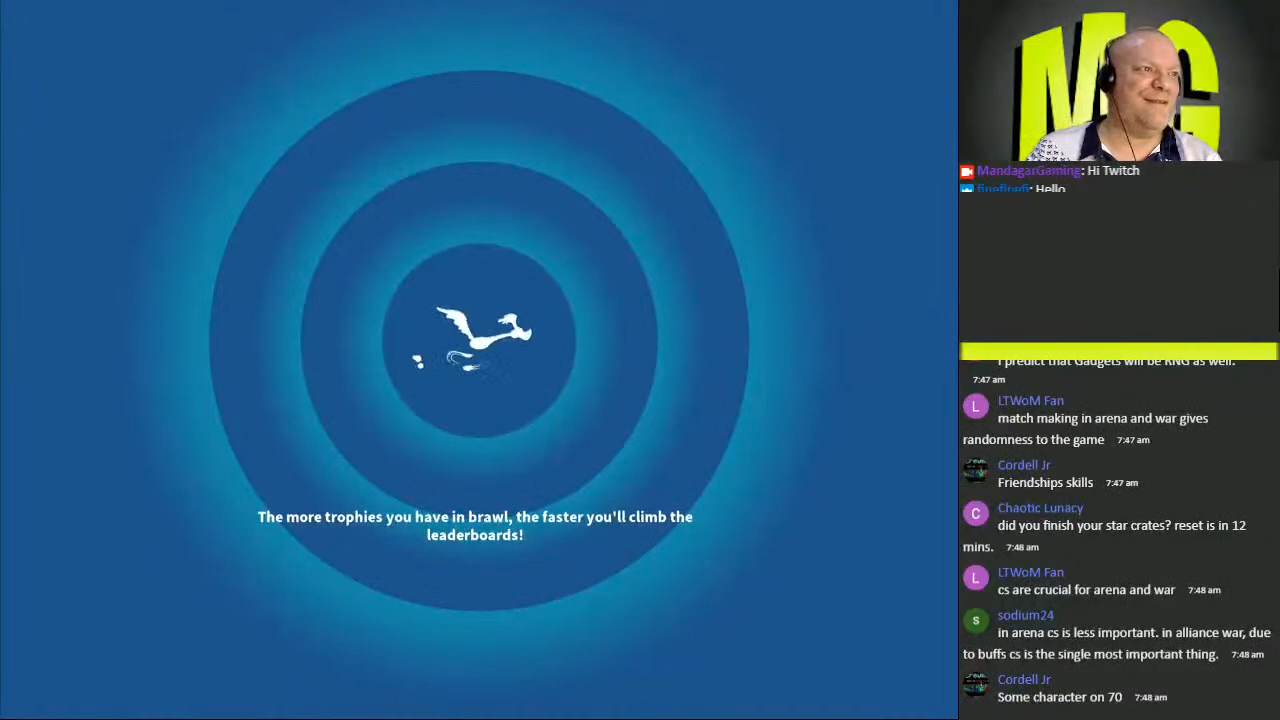 MG
MandagarGaming: Hi Twitch
finefinefi: Hello
The more trophies you have in brawl, the faster you'll climb the
leaderboards!
I predict that Gadgets will be RNG as well.
7:47 am
L
LTWoM Fan
match making in arena and war gives
randomness to the game 7:47 am
Cordell Jr
Friendships skills 7:47 am
C
Chaotic Lunacy
did you finish your star crates? reset is in 12
mins. 7:48 am
L
LTWoM Fan
cs are crucial for arena and war 7:48 am
s
sodium24
in arena cs is less important. in alliance war, due
to buffs cs is the single most important thing. 7:48 am
Cordell Jr
Some character on 70 7:48 am